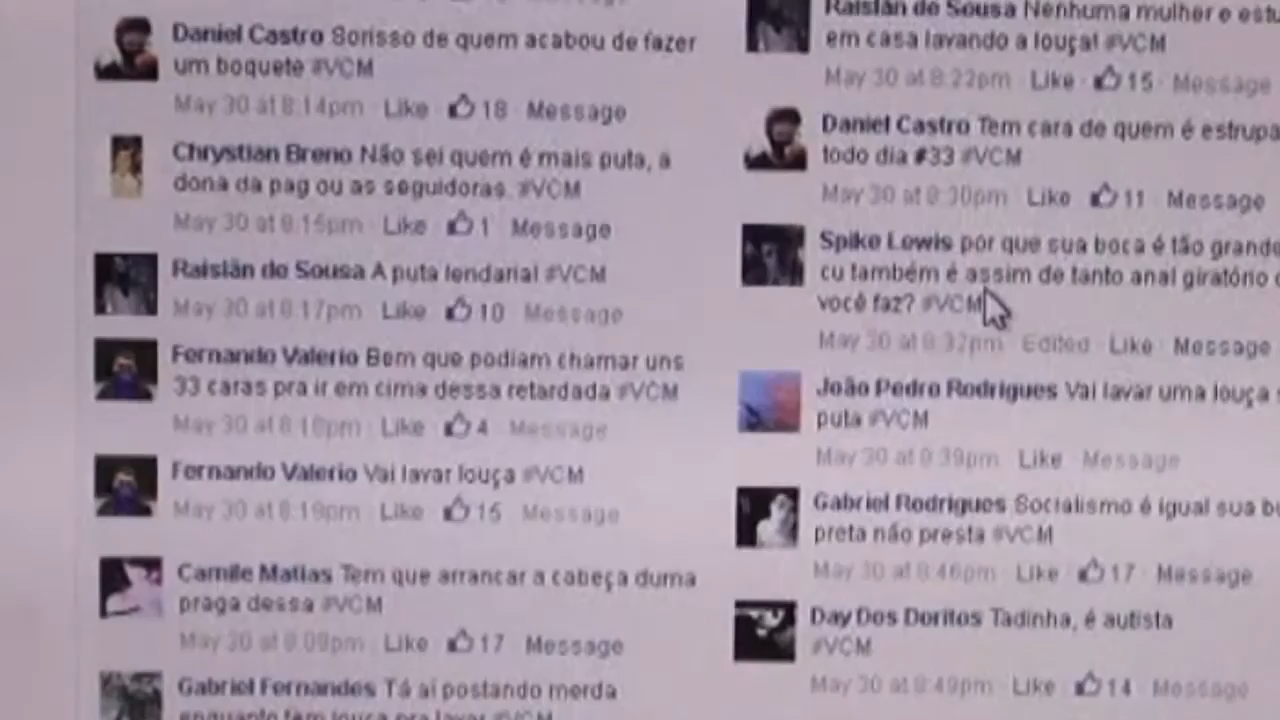 Daniel Castro Sorisso de quem acabou de fazer
um boquete #VCM
May 30 at 8:14pm · Like · 18 · Message
Chrystian Breno Não sei quem é mais puta, a
dona da pag ou as seguidoras. #VCM
May 30 at 8:15pm · Like · 1 · Message
Raislân de Sousa A puta lendaria! #VCM
May 30 at 8:17pm · Like · 10 · Message
Fernando Valerio Bem que podiam chamar uns
33 caras pra ir em cima dessa retardada #VCM
May 30 at 8:18pm · Like · 4 · Message
Fernando Valerio Vai lavar louça #VCM
May 30 at 8:19pm · Like · 15 · Message
Camile Matias Tem que arrancar a cabeça duma
praga dessa #VCM
May 30 at · Like · 17 · Message
Gabriel Fernandes Tá aí postando merda
enquanto tem louça pra lavar #VCM
Raislân de Sousa Nenhuma mulher e
em casa lavando a louça! #VCM
May 30 at 8:22pm · Like · 15 · Message
Daniel Castro Tem cara de quem é estrupa
todo dia #33 #VCM
May 30 at 8:30pm · Like · 11 · Message
Spike Lewis por que sua boca é tão grande
cu também é assim de tanto anal giratório
você faz? #VCM
May 30 at 8:32pm · Edited · Like · Message
João Pedro Rodrigues Vai lavar uma louça
puta #VCM
May 30 at 8:39pm · Like · Message
Gabriel Rodrigues Socialismo é igual sua
preta não presta #VCM
May 30 at 8:46pm · Like · 17 · Message
Day Dos Doritos Tadinha, é autista
#VCM
May 30 at 8:49pm · Like · 14 · Message